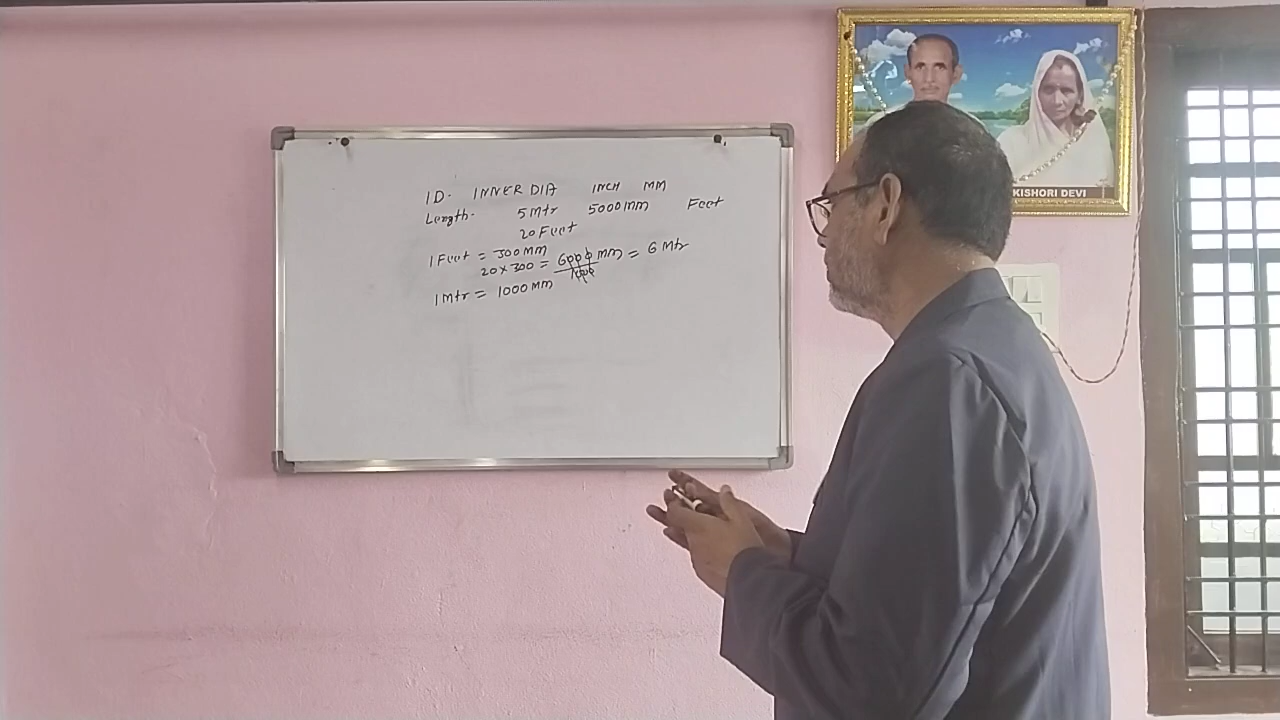 ID. INNER DIA INCH MM
Length. 5 Mtr 5000 MM Feet
20 Feet
1 Feet = 300 MM
20 x 300 = 6000 MM / 1000 = 6 Mtr
1 Mtr = 1000 MM
KISHORI DEVI